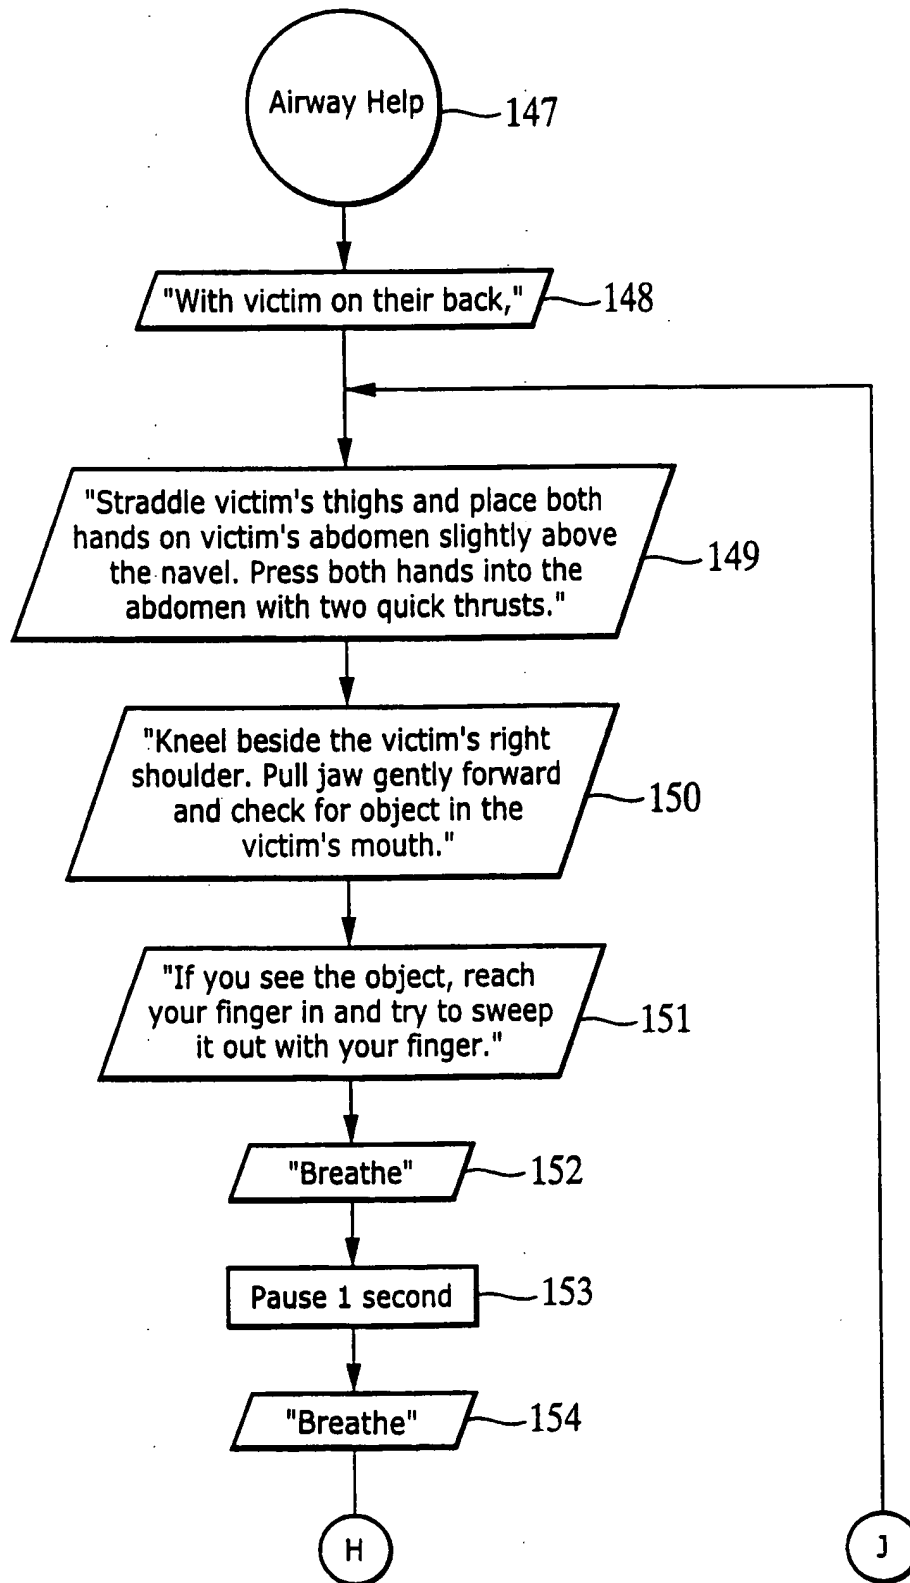 Airway Help
147
"With victim on their back,"
148
"Straddle victim's thighs and place both
hands on victim's abdomen slightly above
the navel. Press both hands into the
abdomen with two quick thrusts."
149
"Kneel beside the victim's right
shoulder. Pull jaw gently forward
and check for object in the
victim's mouth."
150
"If you see the object, reach
your finger in and try to sweep
it out with your finger."
151
"Breathe"
152
Pause 1 second
153
"Breathe"
154
H
J